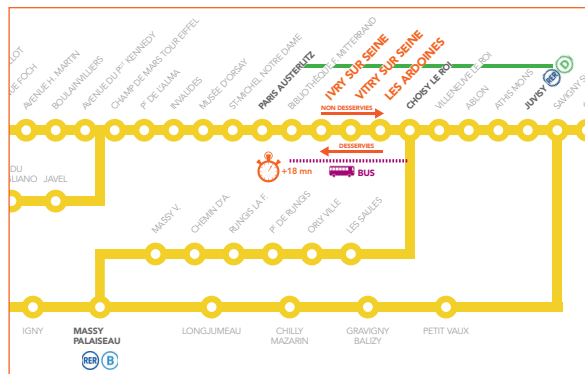 AVENUE H. MARTIN
BOULAINVILLIERS
AVENUE DU PDT KENNEDY
CHAMP DE MARS TOUR EIFFEL
PT DE L'ALMA
INVALIDES
MUSÉE D'ORSAY
ST-MICHEL NOTRE DAME
PARIS AUSTERLITZ
BIBLIOTHÈQUE F. MITTERRAND
IVRY SUR SEINE
VITRY SUR SEINE
LES ARDOINES
CHOISY LE ROI
VILLENEUVE LE ROI
ABLON
ATHIS MONS
JUVISY
RER D
SAVIGNY S
NON DESSERVIES
DESSERVIES
+18 mn
BUS
DU
JAVEL
MASSY V.
CHEMIN D'A.
RUNGIS LA F.
PT DE RUNGIS
ORLY VILLE
LES SAULES
IGNY
MASSY
PALAISEAU
RER B
LONGJUMEAU
CHILLY
MAZARIN
GRAVIGNY
BALIZY
PETIT VAUX